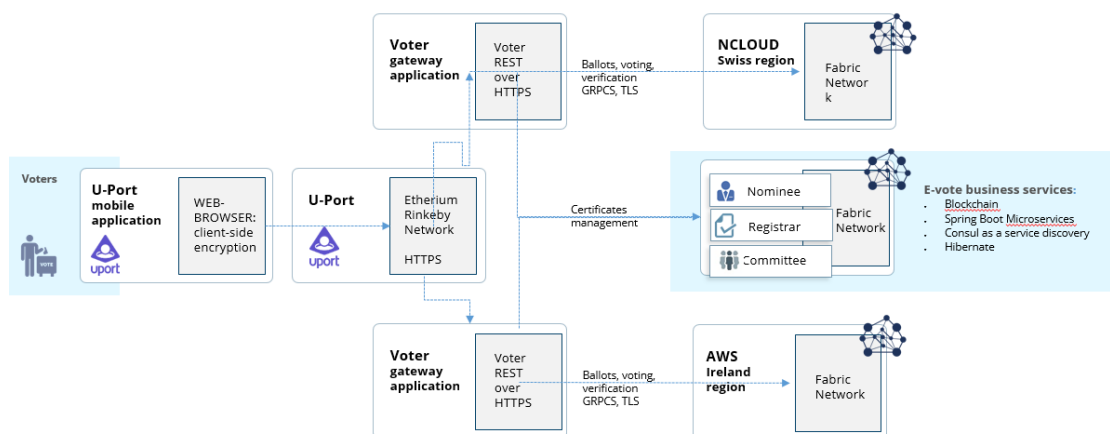 Voter
gateway
application
Voter
REST
over
HTTPS
Ballots, voting,
verification
GRPCS, TLS
NCLOUD
Swiss region
Fabric
Networ
k
Voters
VOTE
U-Port
mobile
application
uport
WEB-
BROWSER:
client-side
encryption
U-Port
uport
Etherium
Rinkeby
Network
HTTPS
Certificates
management
Nominee
Registrar
Committee
Fabric
Network
E-vote business services:
. Blockchain
. Spring Boot Microservices
. Consul as a service discovery
. Hibernate
Voter
gateway
application
Voter
REST
over
HTTPS
Ballots, voting,
verification
GRPCS, TLS
AWS
Ireland
region
Fabric
Network